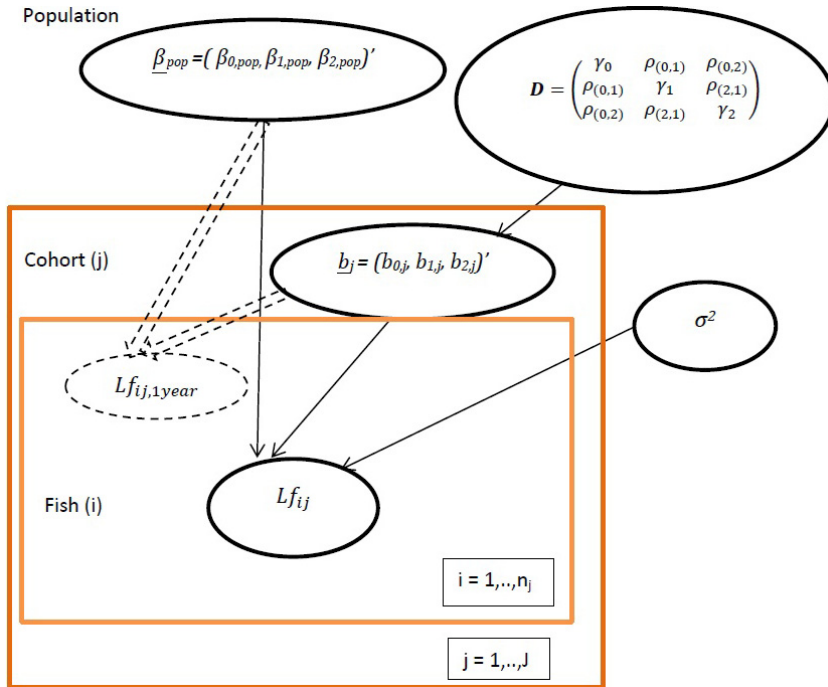 Population
β_pop =( β_0,pop, β_1,pop, β_2,pop)′
D = ( γ_0 ρ_(0,1) ρ_(0,2)
ρ_(0,1) γ_1 ρ_(2,1)
ρ_(0,2) ρ_(2,1) γ_2 )
Cohort (j)
b_j = (b_0,j, b_1,j, b_2,j)′
σ²
Lf_ij,1year
Fish (i)
Lf_ij
i = 1,..,n_j
j = 1,..,J